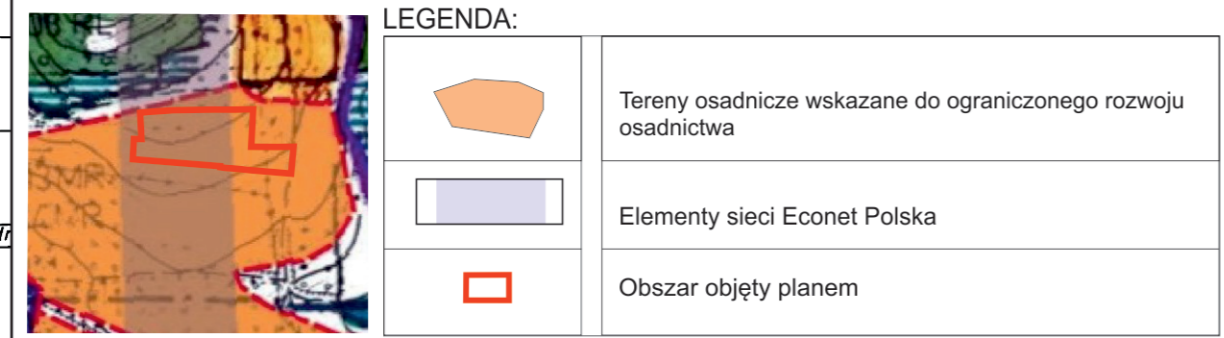 LEGENDA:
Tereny osadnicze wskazane do ograniczonego rozwoju
osadnictwa
Elementy sieci Econet Polska
Obszar objęty planem